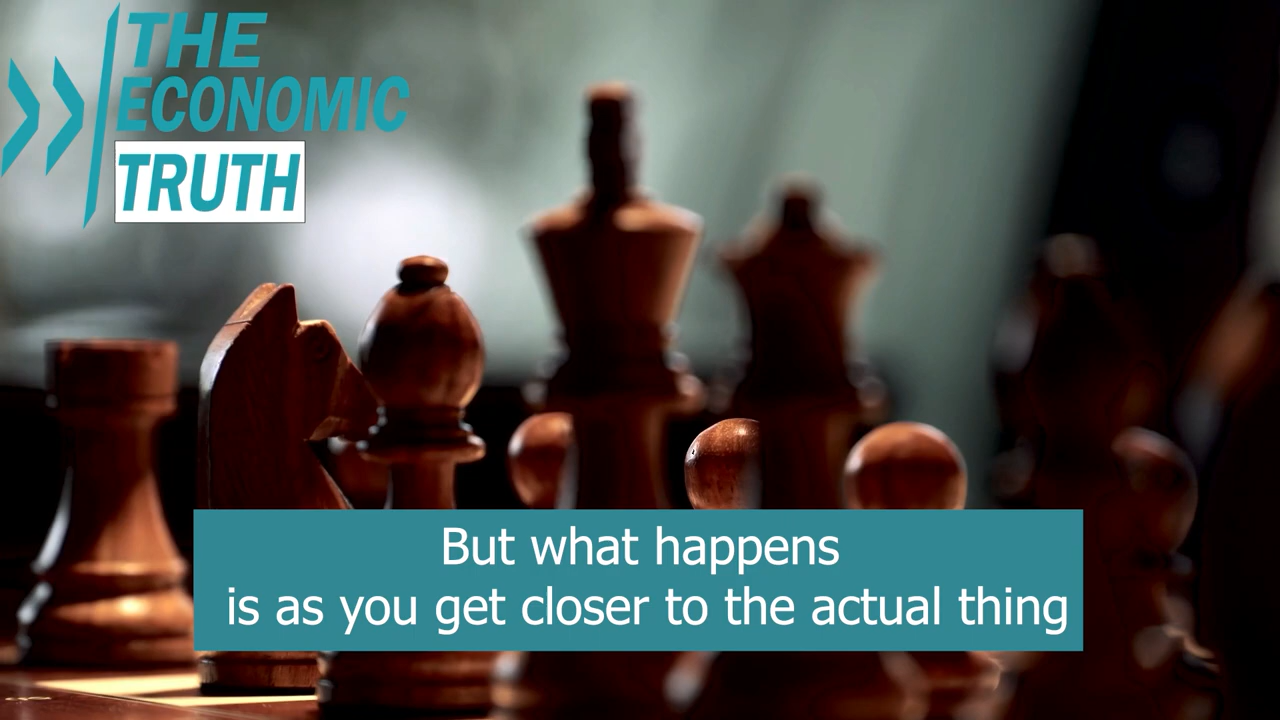 THE
ECONOMIC
TRUTH
But what happens
is as you get closer to the actual thing